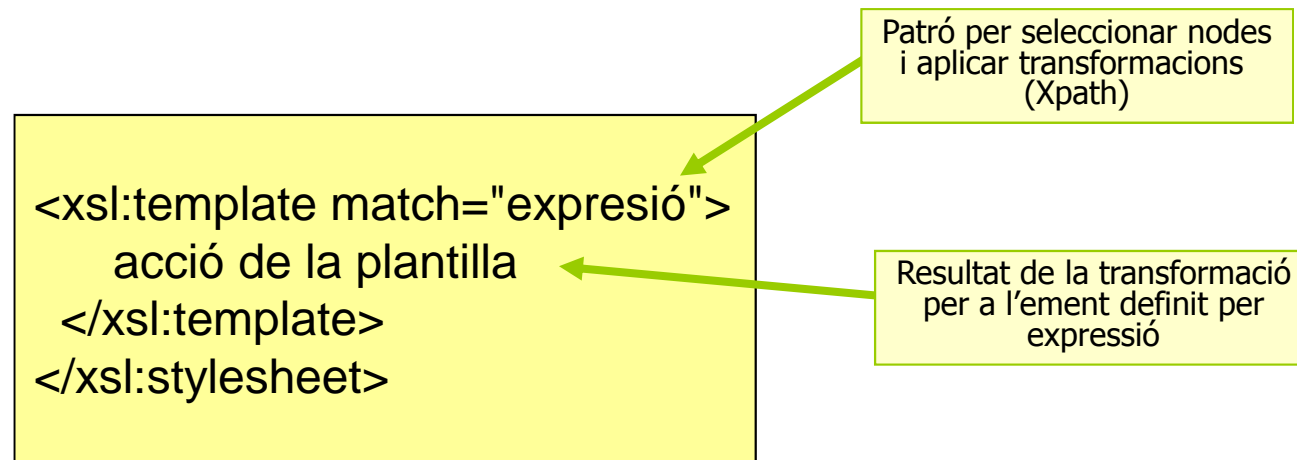 Patró per seleccionar nodes
i aplicar transformacions
(Xpath)
<xsl:template match="expresió">
acció de la plantilla
</xsl:template>
</xsl:stylesheet>
Resultat de la transformació
per a l’ement definit per
expressió